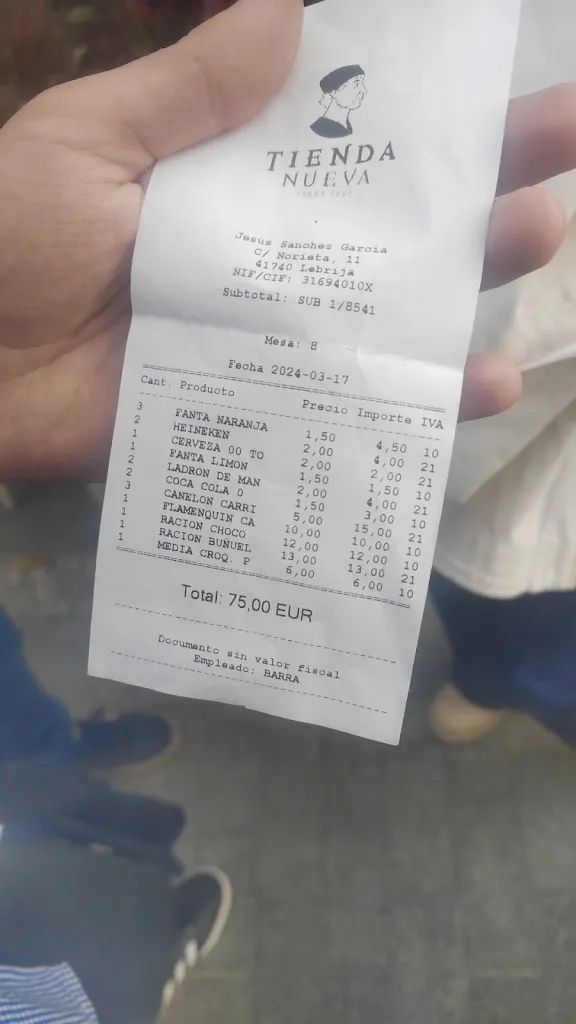 TIENDA
NUEVA
Jesus Sanchez Garcia
C/ Norieta, 11
41740 Lebrija
NIF/CIF: 31694010X
Subtotal: SUB 1/8541
Mesa: 8
Fecha 2024-03-17
Cant. Producto Precio Importe IVA
3 FANTA NARANJA 1,50 4,50 10
2 HEINEKEN 2,00 4,00 21
1 CERVEZA 00 TO 2,00 2,00 21
1 FANTA LIMON 1,50 1,50 10
2 LADRON DE MAN 2,00 4,00 21
2 COCA COLA 0 1,50 3,00 10
3 CANELON CARRI 5,00 15,00 21
1 FLAMENQUIN CA 10,00 10,00 10
1 RACION CHOCO 12,00 12,00 10
1 RACION BUÑUEL 13,00 13,00 21
1 MEDIA CROQ. P 6,00 6,00 10
Total: 75,00 EUR
Documento sin valor fiscal
Empleado: BARRA